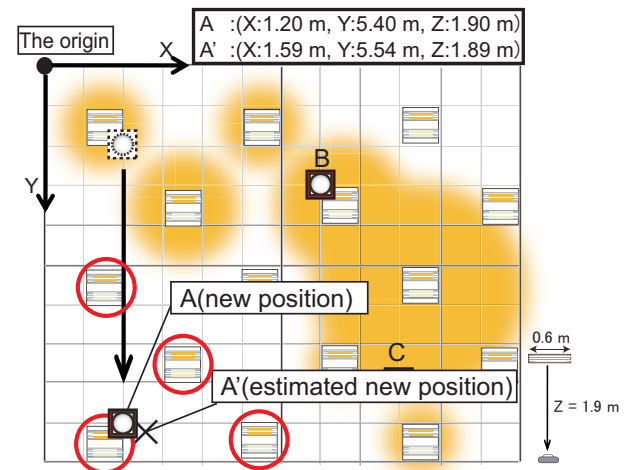 The origin
X
A :(X:1.20 m, Y:5.40 m, Z:1.90 m)
A' :(X:1.59 m, Y:5.54 m, Z:1.89 m)
Y
B
A(new position)
C
0.6 m
A'(estimated new position)
Z = 1.9 m